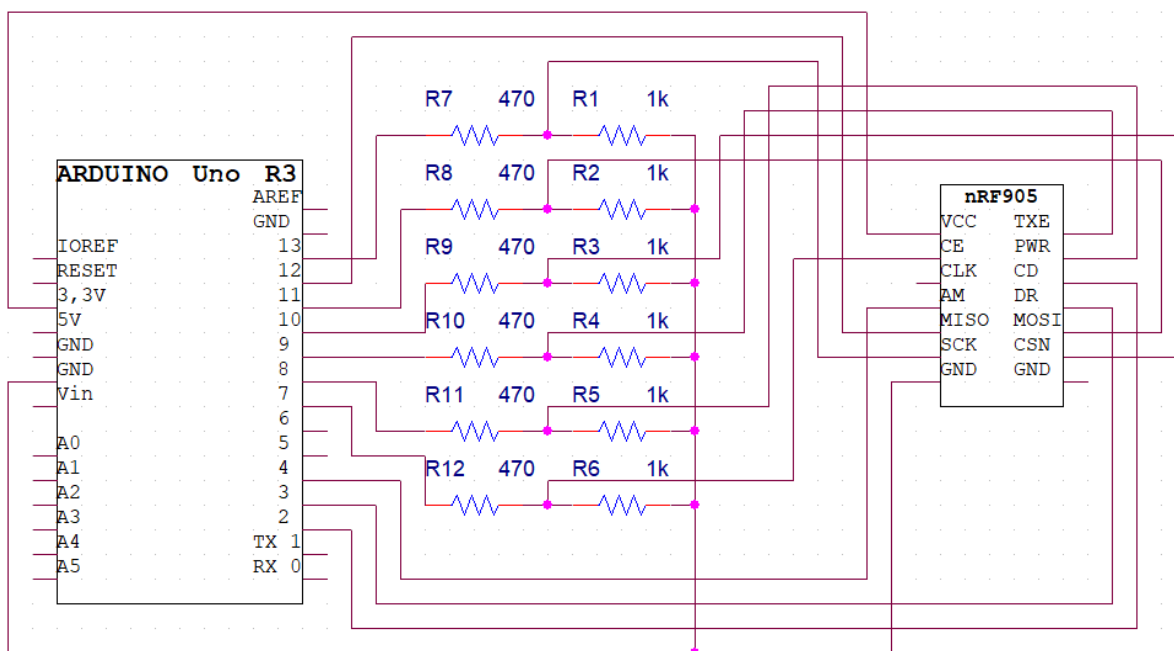 R7 470 R1 1k
R8 470 R2 1k
R9 470 R3 1k
R10 470 R4 1k
R11 470 R5 1k
R12 470 R6 1k
ARDUINO Uno R3
AREF
GND
IOREF 13
RESET 12
3,3V 11
5V 10
GND 9
GND 8
Vin 7
6
A0 5
A1 4
A2 3
A3 2
A4 TX 1
A5 RX 0
nRF905
VCC TXE
CE PWR
CLK CD
AM DR
MISO MOSI
SCK CSN
GND GND